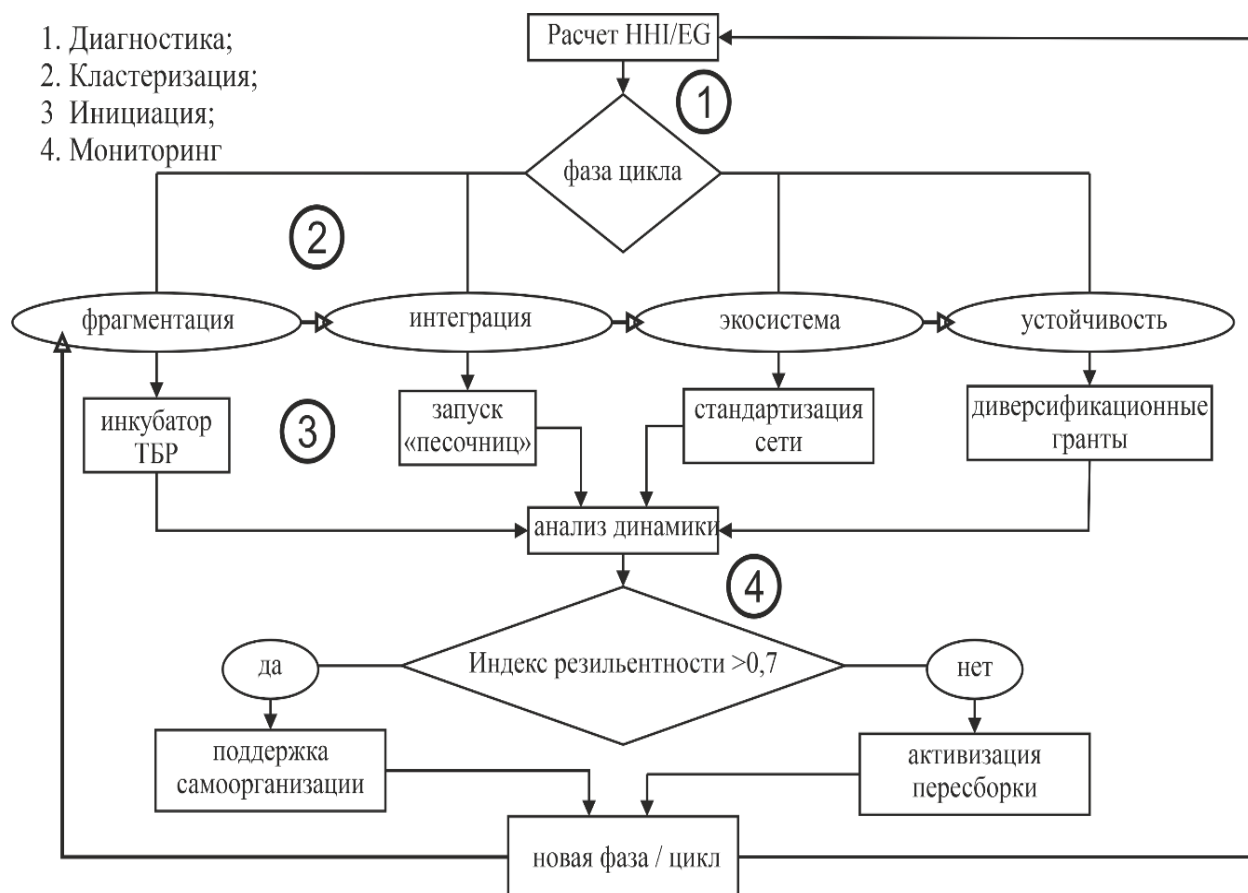 1. Диагностика;
2. Кластеризация;
3 Инициация;
4. Мониторинг
Расчет HHI/EG
1
фаза цикла
2
фрагментация
интеграция
экосистема
устойчивость
инкубатор
ТБР
3
запуск
«песочниц»
стандартизация
сети
диверсификационные
гранты
анализ динамики
4
да
Индекс резильентности >0,7
нет
поддержка
самоорганизации
активизация
пересборки
новая фаза / цикл